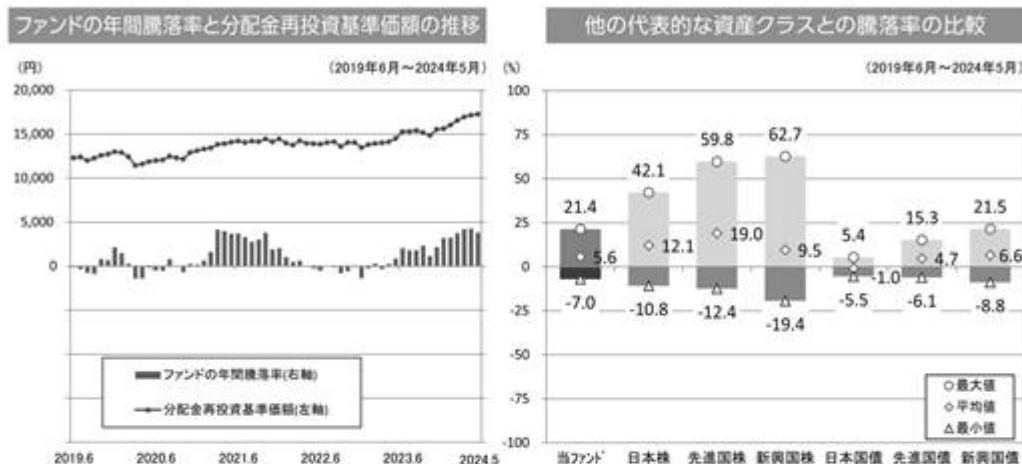 ファンドの年間騰落率と分配金再投資基準価額の推移
(円)
(2019年6月~2024年5月)
20,000
15,000
10,000
5,000
0
ファンドの年間騰落率(右軸)
分配金再投資基準価額(左軸)
2019.6 2020.6 2021.6 2022.6 2023.6 2024.5
他の代表的な資産クラスとの騰落率の比較
(%)
(2019年6月~2024年5月)
100
75
50
25
0
-25
-50
-75
-100
21.4 42.1 59.8 62.7 5.4 15.3 21.5
5.6 12.1 19.0 9.5 -1.0 4.7 6.6
-7.0 -10.8 -12.4 -19.4 -5.5 -6.1 -8.8
最大値
平均値
最小値
当ファンド 日本株 先進国株 新興国株 日本国債 先進国債 新興国債